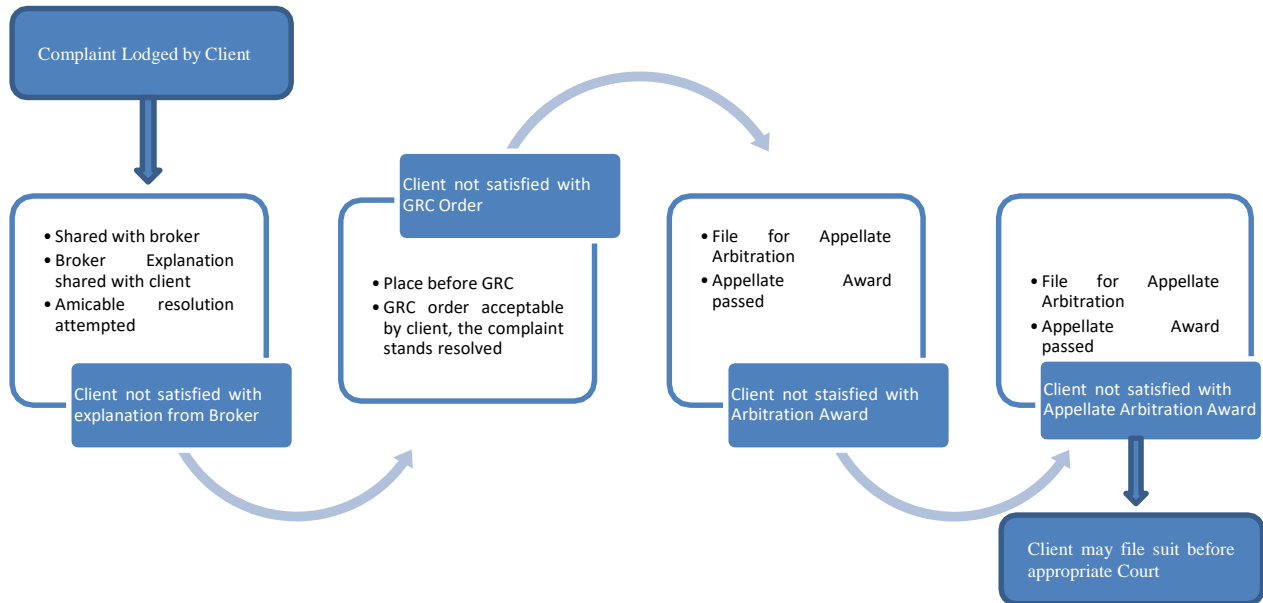 Complaint Lodged by Client
• Shared with broker
• Broker Explanation
shared with client
• Amicable resolution
attempted
Client not satisfied with
explanation from Broker
Client not satisfied with
GRC Order
• Place before GRC
• GRC order acceptable
by client, the complaint
stands resolved
• File for Appellate
Arbitration
• Appellate Award
passed
Client not staisfied with
Arbitration Award
• File for Appellate
Arbitration
• Appellate Award
passed
Client not satisfied with
Appellate Arbitration Award
Client may file suit before
appropriate Court